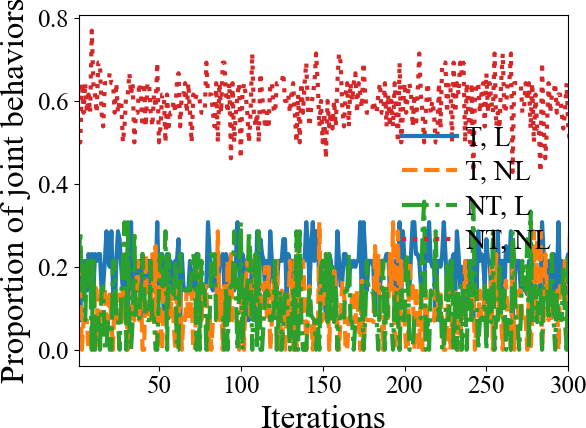 Proportion of joint behaviors
0.8
0.6
0.4
0.2
0.0
T, L
T, NL
NT, L
NT, NL
50
100
150
200
250
300
Iterations